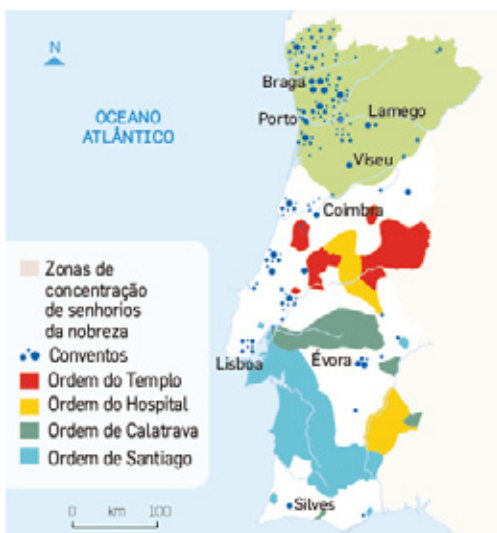 N
OCEANO
ATLÂNTICO
Braga
Porto
Lamego
Viseu
Coimbra
Lisboa
Évora
Silves
Zonas de
concentração
de senhorios
da nobreza
Conventos
Ordem do Templo
Ordem do Hospital
Ordem de Calatrava
Ordem de Santiago
0 km 100